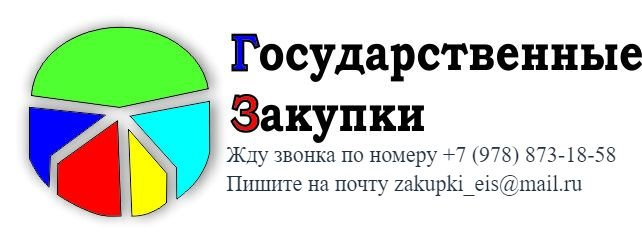 Государственные
Закупки
Жду звонка по номеру +7 (978) 873-18-58
Пишите на почту zakupki_eis@mail.ru